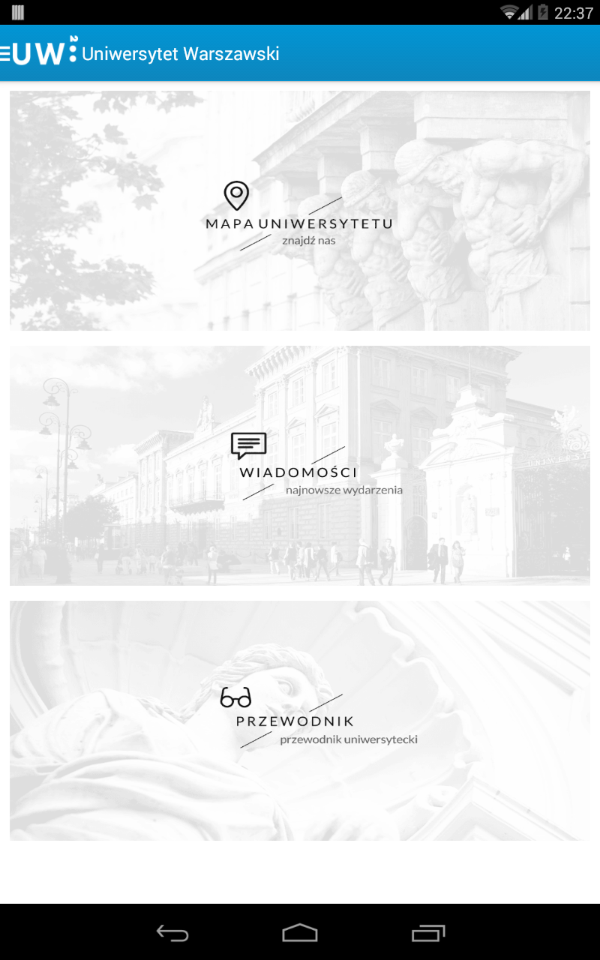 22:37
UW Uniwersytet Warszawski
MAPA UNIWERSYTETU
znajdź nas
WIADOMOŚCI
najnowsze wydarzenia
PRZEWODNIK
przewodnik uniwersytecki